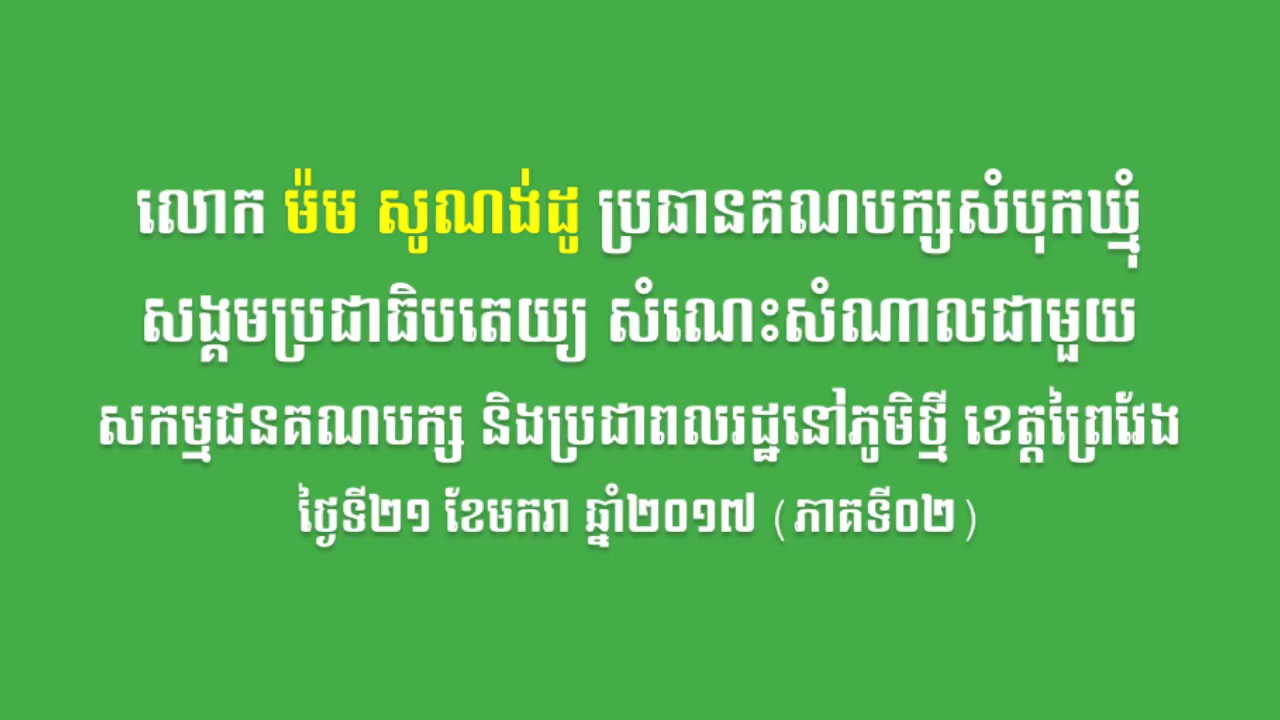 លោក ម៉ម សូណង់ដូ ប្រធានគណបក្សសំបុកឃ្មុំ
សង្គមប្រជាធិបតេយ្យ សំណេះសំណាលជាមួយ
សកម្មជនគណបក្ស និងប្រជាពលរដ្ឋនៅភូមិថ្មី ខេត្តព្រៃវែង
ថ្ងៃទី២១ ខែមករា ឆ្នាំ២០១៧ (ភាគទី០២)